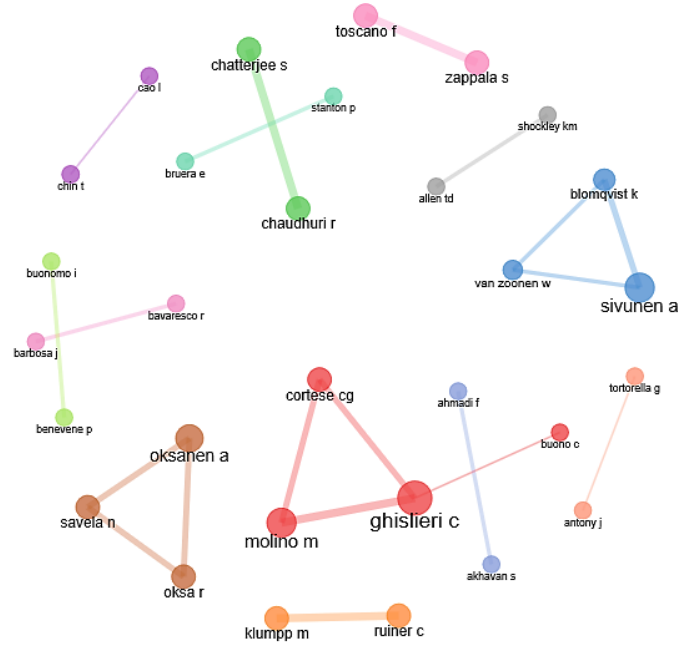 toscano f
chatterjee s
zappala s
cao l
stanton p
shockley km
bruera e
chin t
allen td
blomqvist k
chaudhuri r
buonomo i
van zoonen w
sivunen a
bavaresco r
barbosa j
cortese cg
tortorella g
ahmadi f
benevene p
buono c
oksanen a
savela n
ghislieri c
antony j
molino m
akhavan s
oksa r
klumpp m
ruiner c